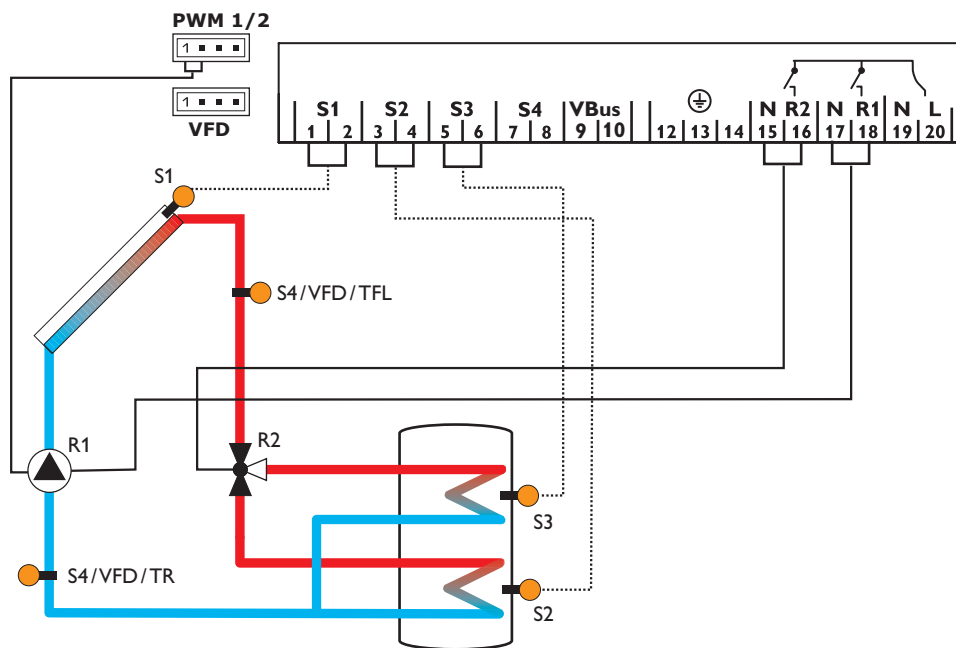 PWM 1/2
1
1
VFD
S1 S2 S3 S4 VBus N R2 N R1 N L
1 2 3 4 5 6 7 8 9 10 12 13 14 15 16 17 18 19 20
S1
S4/VFD/TFL
R1
R2
S3
S4/VFD/TR
S2